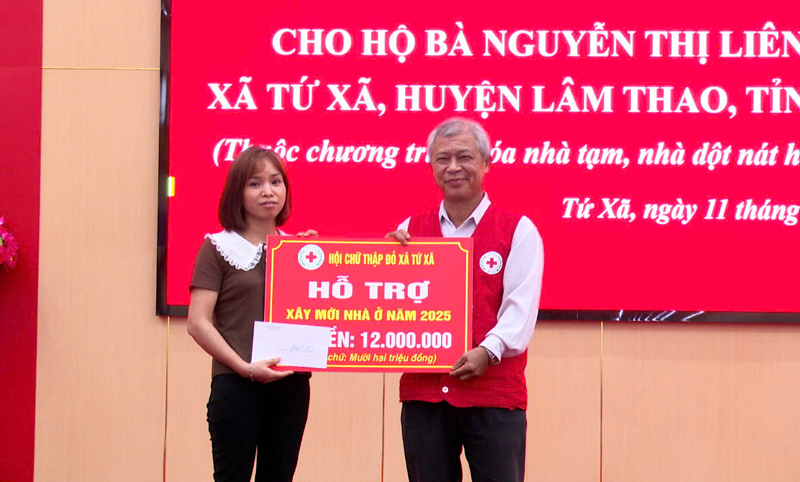 CHO HỘ BÀ NGUYỄN THỊ LIÊN
XÃ TỨ XÃ, HUYỆN LÂM THAO, TỈN
(Thuộc chương tr óa nhà tạm, nhà dột nát h
Tứ Xã, ngày 11 tháng
HỘI CHỮ THẬP ĐỎ XÃ TỨ XÃ
HỖ TRỢ
XÂY MỚI NHÀ Ở NĂM 2025
ỀN: 12.000.000
chữ: Mười hai triệu đồng)